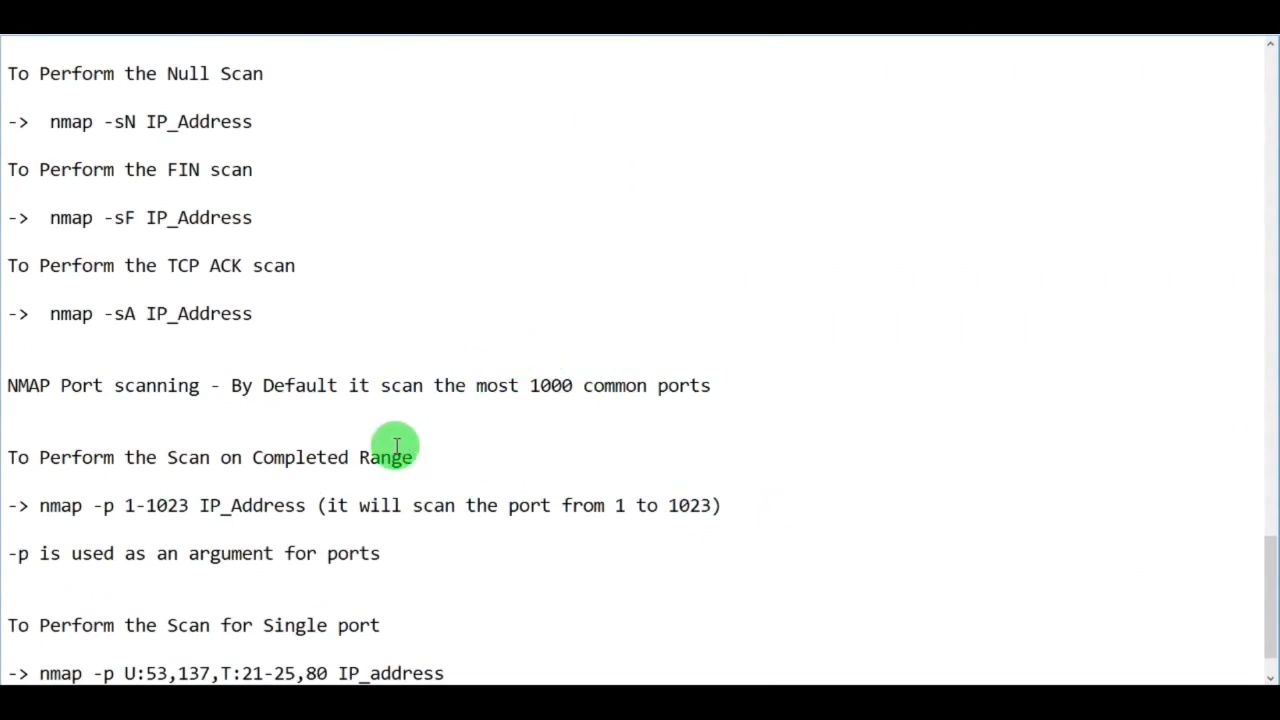 To Perform the Null Scan
->  nmap -sN IP_Address
To Perform the FIN scan
->  nmap -sF IP_Address
To Perform the TCP ACK scan
->  nmap -sA IP_Address
NMAP Port scanning - By Default it scan the most 1000 common ports
To Perform the Scan on Completed Range
-> nmap -p 1-1023 IP_Address (it will scan the port from 1 to 1023)
-p is used as an argument for ports
To Perform the Scan for Single port
-> nmap -p U:53,137,T:21-25,80 IP_address